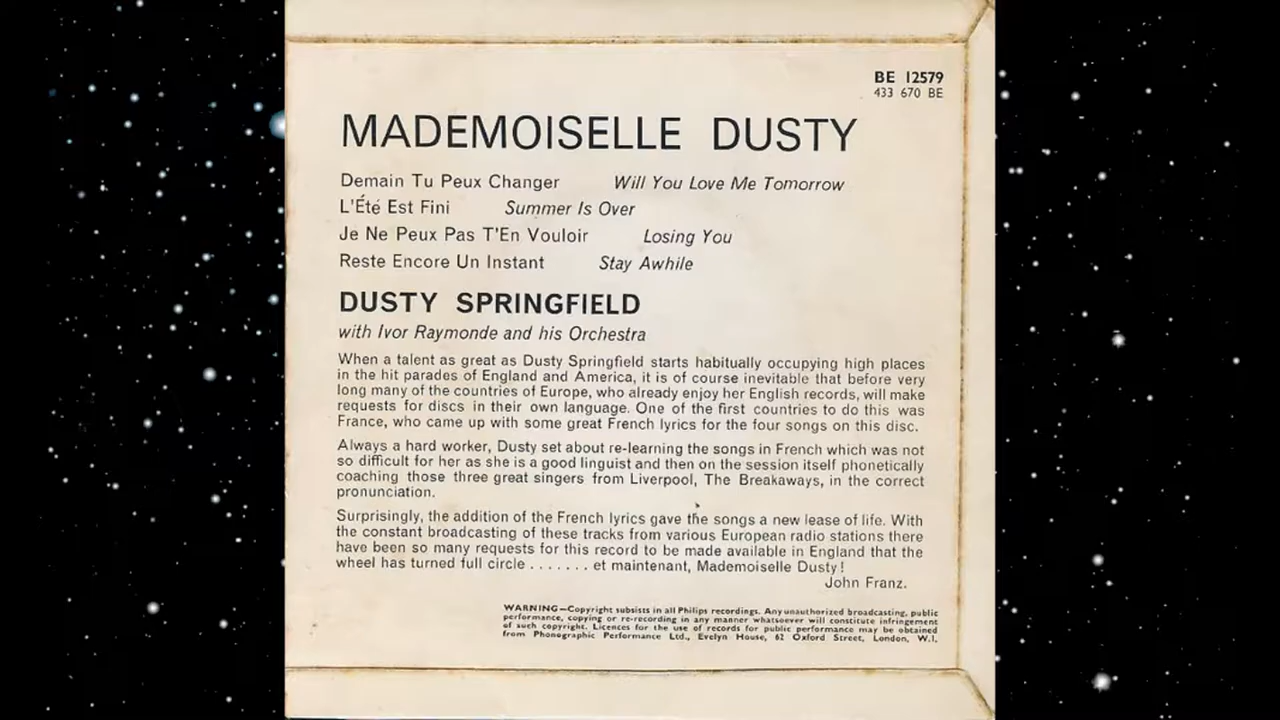 BE 12579
433 670 BE
MADEMOISELLE DUSTY
Demain Tu Peux Changer Will You Love Me Tomorrow
L'Été Est Fini Summer Is Over
Je Ne Peux Pas T'En Vouloir Losing You
Reste Encore Un Instant Stay Awhile
DUSTY SPRINGFIELD
with Ivor Raymonde and his Orchestra
When a talent as great as Dusty Springfield starts habitually occupying high places
in the hit parades of England and America, it is of course inevitable that before very
long many of the countries of Europe, who already enjoy her English records, will make
requests for discs in their own language. One of the first countries to do this was
France, who came up with some great French lyrics for the four songs on this disc.
Always a hard worker, Dusty set about re-learning the songs in French which was not
so difficult for her as she is a good linguist and then on the session itself phonetically
coaching those three great singers from Liverpool, The Breakaways, in the correct
pronunciation.
Surprisingly, the addition of the French lyrics gave the songs a new lease of life. With
the constant broadcasting of these tracks from various European radio stations there
have been so many requests for this record to be made available in England that the
wheel has turned full circle ....... et maintenant, Mademoiselle Dusty!
John Franz.
WARNING—Copyright subsists in all Philips recordings. Any unauthorized broadcasting, public
performance, copying or re-recording in any manner whatsoever will constitute infringement
of such copyright. Licences for the use of records for public performance may be obtained
from Phonographic Performance Ltd., Evelyn House, 62 Oxford Street, London, W.I.